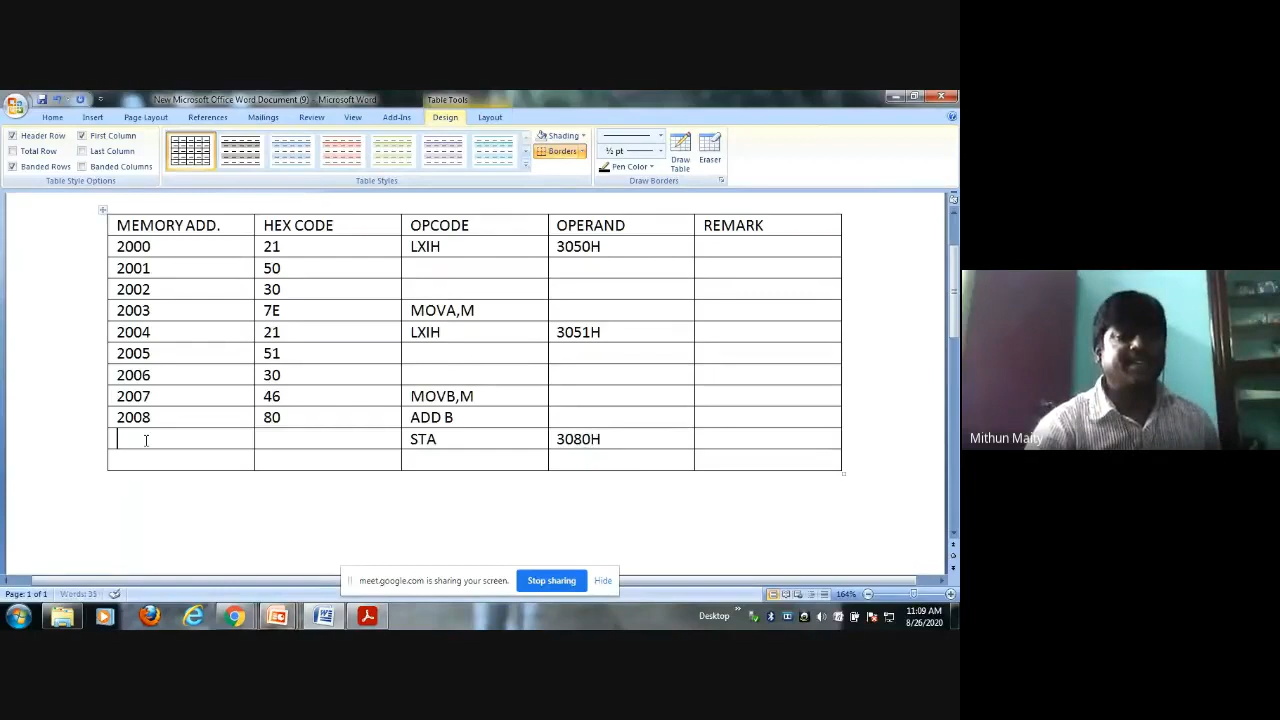 New Microsoft Office Word Document (9) - Microsoft Word
Table Tools
Home Insert Page Layout References Mailings Review View Add-Ins Design Layout
Header Row First Column
Total Row Last Column
Banded Rows Banded Columns
Table Style Options
Table Styles
Shading
Borders
½ pt
Pen Color
Draw Table
Eraser
Draw Borders
MEMORY ADD. HEX CODE OPCODE OPERAND REMARK
2000 21 LXIH 3050H
2001 50
2002 30
2003 7E MOVA,M
2004 21 LXIH 3051H
2005 51
2006 30
2007 46 MOVB,M
2008 80 ADD B
STA 3080H
Mithun Maity
meet.google.com is sharing your screen. Stop sharing Hide
Page: 1 of 1 Words: 35 164%
Desktop
11:09 AM
8/26/2020